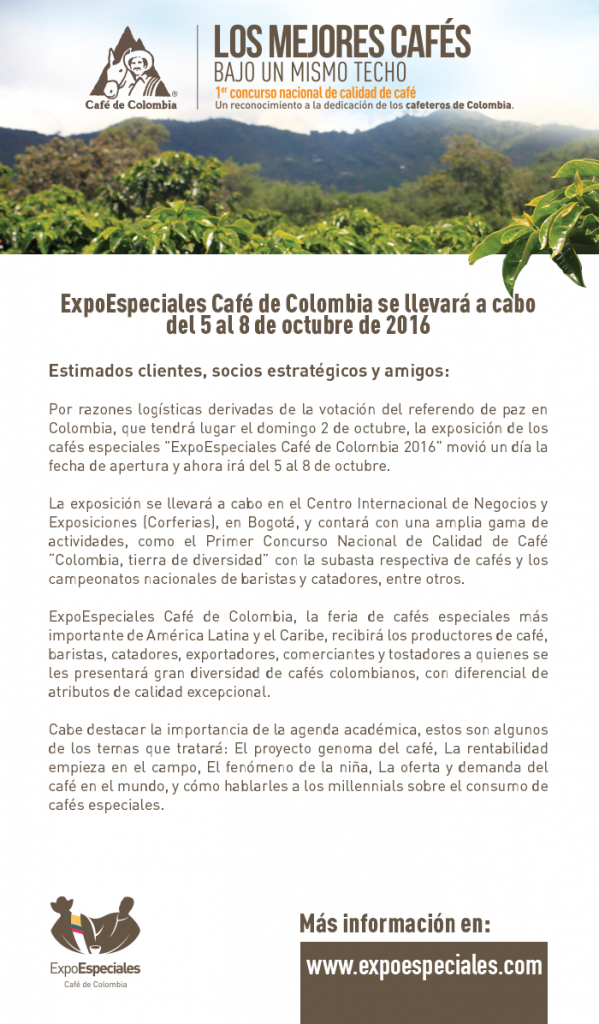 Café de Colombia
®
LOS MEJORES CAFÉS
BAJO UN MISMO TECHO
1er concurso nacional de calidad de café
Un reconocimiento a la dedicación de los cafeteros de Colombia.
ExpoEspeciales Café de Colombia se llevará a cabo
del 5 al 8 de octubre de 2016
Estimados clientes, socios estratégicos y amigos:
Por razones logísticas derivadas de la votación del referendo de paz en
Colombia, que tendrá lugar el domingo 2 de octubre, la exposición de los
cafés especiales "ExpoEspeciales Café de Colombia 2016" movió un día la
fecha de apertura y ahora irá del 5 al 8 de octubre.
La exposición se llevará a cabo en el Centro Internacional de Negocios y
Exposiciones (Corferias), en Bogotá, y contará con una amplia gama de
actividades, como el Primer Concurso Nacional de Calidad de Café
"Colombia, tierra de diversidad" con la subasta respectiva de cafés y los
campeonatos nacionales de baristas y catadores, entre otros.
ExpoEspeciales Café de Colombia, la feria de cafés especiales más
importante de América Latina y el Caribe, recibirá los productores de café,
baristas, catadores, exportadores, comerciantes y tostadores a quienes se
les presentará gran diversidad de cafés colombianos, con diferencial de
atributos de calidad excepcional.
Cabe destacar la importancia de la agenda académica, estos son algunos
de los temas que tratará: El proyecto genoma del café, La rentabilidad
empieza en el campo, El fenómeno de la niña, La oferta y demanda del
café en el mundo, y cómo hablarles a los millennials sobre el consumo de
cafés especiales.
ExpoEspeciales
Café de Colombia
Más información en:
www.expoespeciales.com